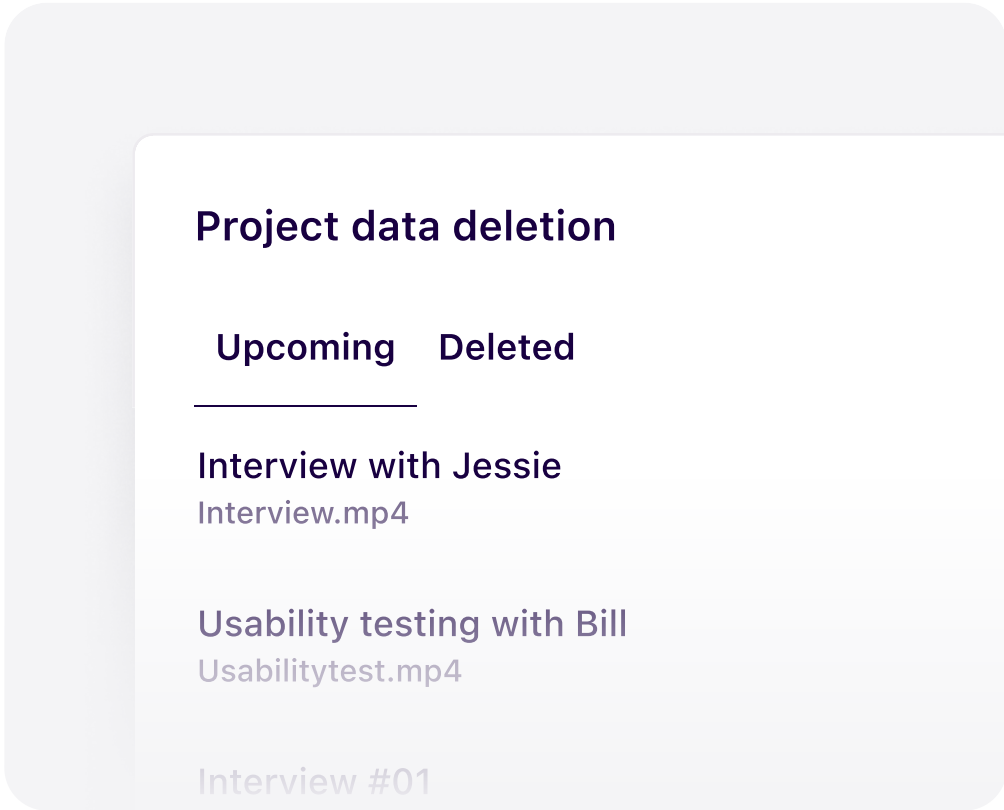 Project data deletion
Upcoming Deleted
Interview with Jessie
Interview.mp4
Usability testing with Bill
Usabilitytest.mp4
Interview #01